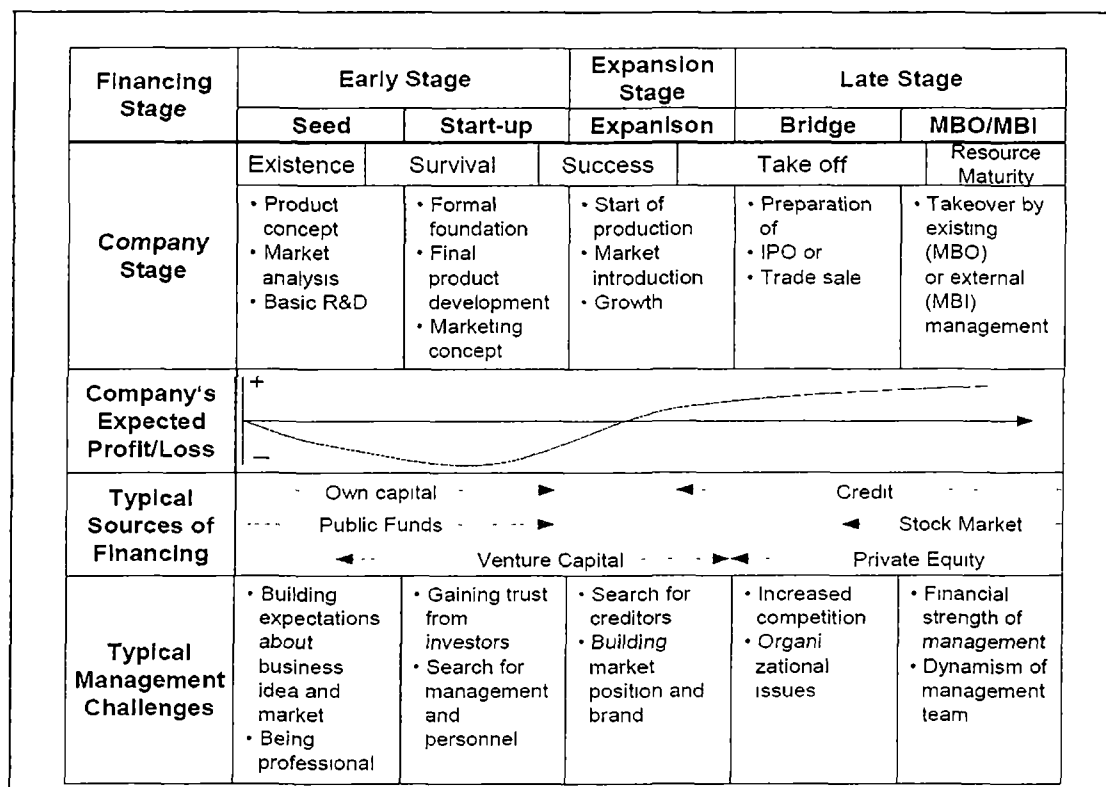 Financing
Stage
Early Stage
Expansion
Stage
Late Stage
Seed
Start-up
Expanison
Bridge
MBO/MBI
Company
Stage
Existence
Survival
Success
Take off
Resource
Maturity
• Product
concept
• Market
analysis
• Basic R&D
• Formal
foundation
• Final
product
development
• Marketing
concept
• Start of
production
• Market
introduction
• Growth
• Preparation
of
• IPO or
• Trade sale
• Takeover by
existing
(MBO)
or external
(MBI)
management
Company's
Expected
Profit/Loss
+
–
Typical
Sources of
Financing
Own capital
Credit
Public Funds
Stock Market
Venture Capital
Private Equity
Typical
Management
Challenges
• Building
expectations
about
business
idea and
market
• Being
professional
• Gaining trust
from
investors
• Search for
management
and
personnel
• Search for
creditors
• Building
market
position and
brand
• Increased
competition
• Organi
zational
issues
• Financial
strength of
management
• Dynamism of
management
team